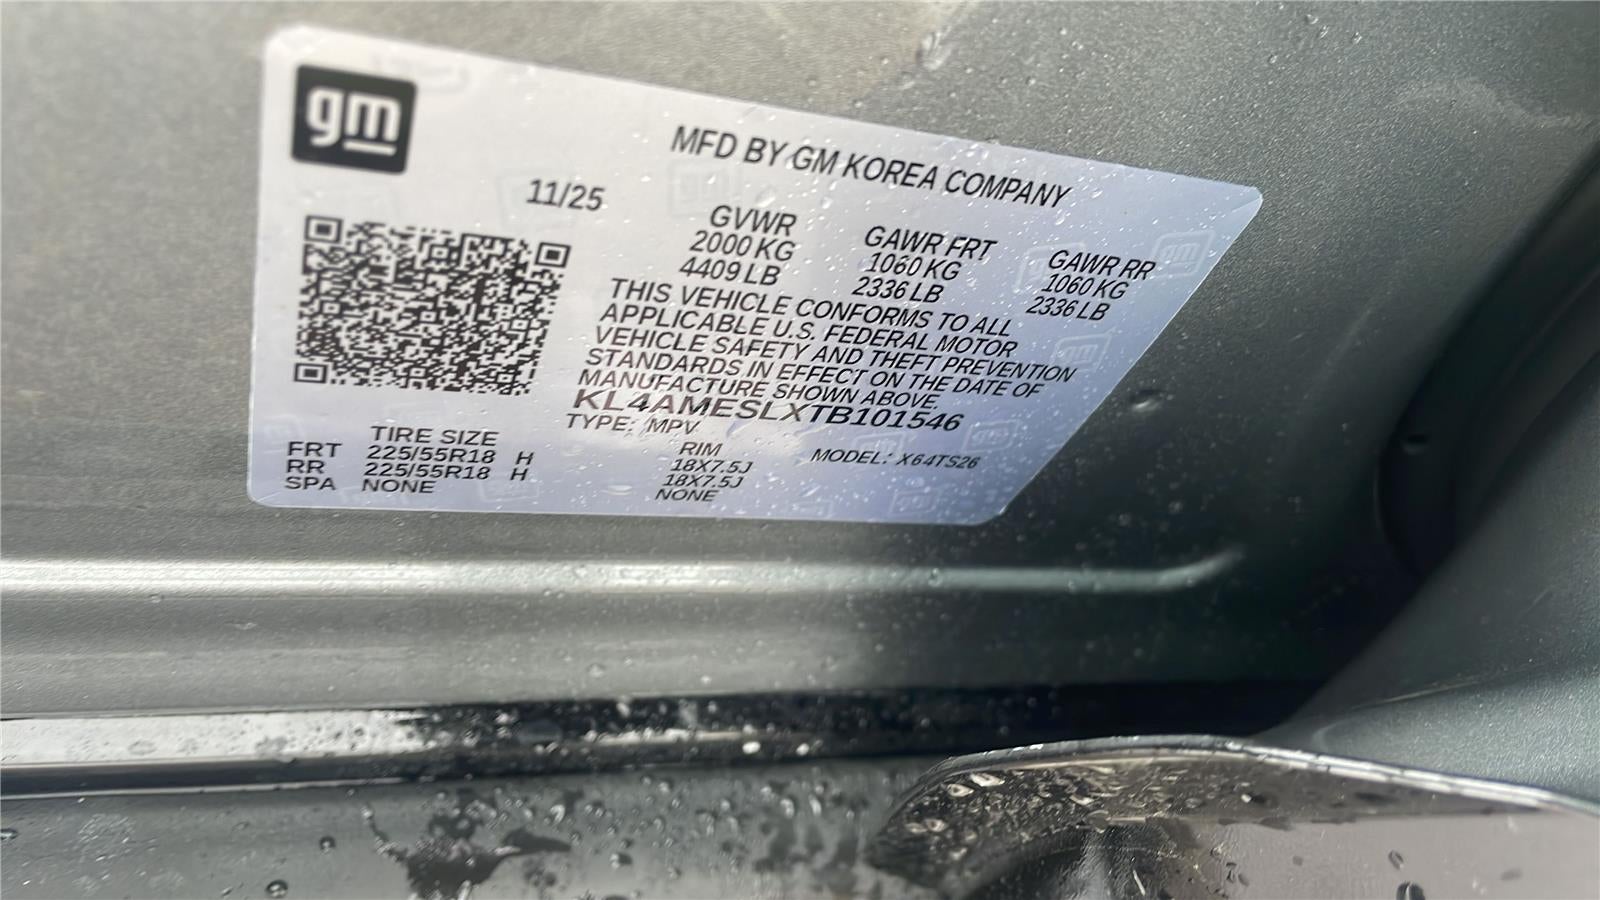 gm
MFD BY GM KOREA COMPANY
11/25
GVWR GAWR FRT GAWR RR
2000 KG 1060 KG 1060 KG
4409 LB 2336 LB 2336 LB
THIS VEHICLE CONFORMS TO ALL
APPLICABLE U.S. FEDERAL MOTOR
VEHICLE SAFETY AND THEFT PREVENTION
STANDARDS IN EFFECT ON THE DATE OF
MANUFACTURE SHOWN ABOVE.
KL4AMESLXTB101546
TYPE: MPV MODEL: X64TS26
TIRE SIZE RIM
FRT 225/55R18 H 18X7.5J
RR 225/55R18 H 18X7.5J
SPA NONE NONE